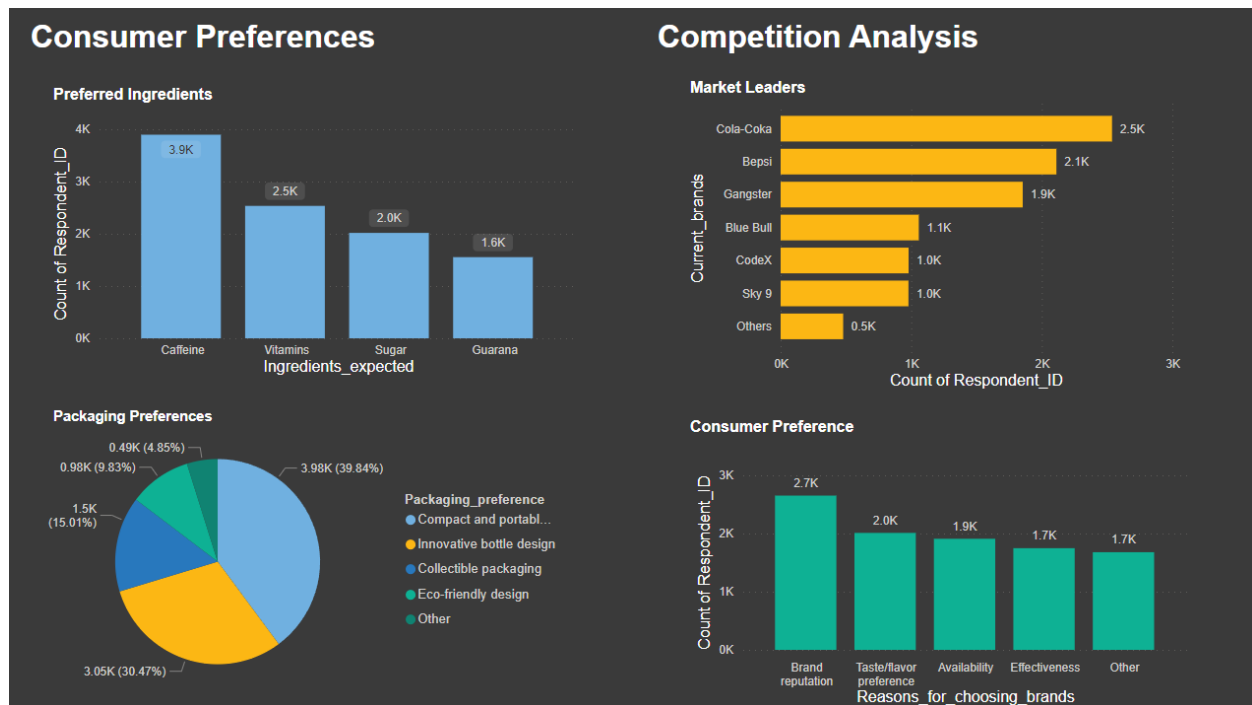 Consumer Preferences
Preferred Ingredients
4K
3K
2K
1K
0K
Count of Respondent_ID
3.9K
2.5K
2.0K
1.6K
Caffeine
Vitamins
Sugar
Guarana
Ingredients_expected
Packaging Preferences
0.49K (4.85%)
0.98K (9.83%)
1.5K
(15.01%)
3.05K (30.47%)
3.98K (39.84%)
Packaging_preference
Compact and portabl...
Innovative bottle design
Collectible packaging
Eco-friendly design
Other
Competition Analysis
Market Leaders
Current_brands
Cola-Coka
2.5K
Bepsi
2.1K
Gangster
1.9K
Blue Bull
1.1K
CodeX
1.0K
Sky 9
1.0K
Others
0.5K
0K
1K
2K
3K
Count of Respondent_ID
Consumer Preference
3K
2K
1K
0K
Count of Respondent_ID
2.7K
2.0K
1.9K
1.7K
1.7K
Brand
reputation
Taste/flavor
preference
Availability
Effectiveness
Other
Reasons_for_choosing_brands